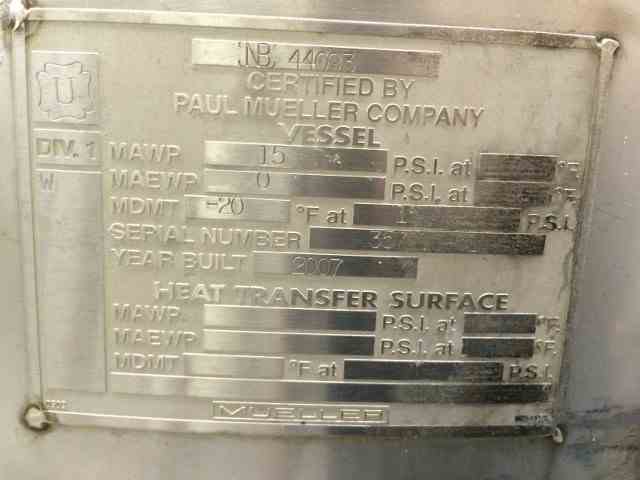 NB 44093
CERTIFIED BY
PAUL MUELLER COMPANY
U
VESSEL
DIV. 1
W
MAWP 15 P.S.I. at °F.
MAEWP 0 P.S.I. at °F.
MDMT -20 °F at P.S.I.
SERIAL NUMBER
YEAR BUILT 2007
HEAT TRANSFER SURFACE
MAWP P.S.I. at °F.
MAEWP P.S.I. at °F.
MDMT °F at P.S.I.
MUELLER